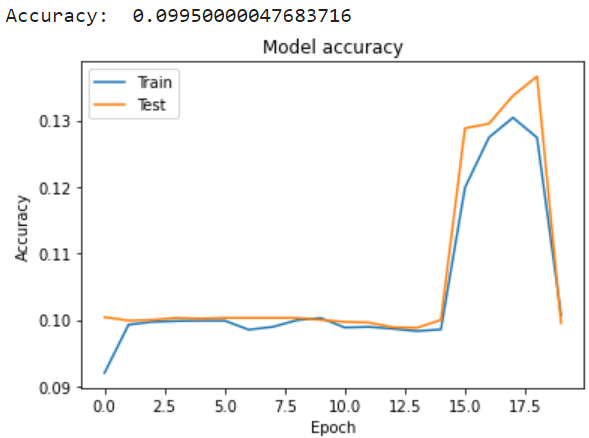 Accuracy:  0.09950000047683716
Model accuracy
Train
Test
0.13
0.12
0.11
0.10
0.09
Accuracy
0.0 2.5 5.0 7.5 10.0 12.5 15.0 17.5
Epoch